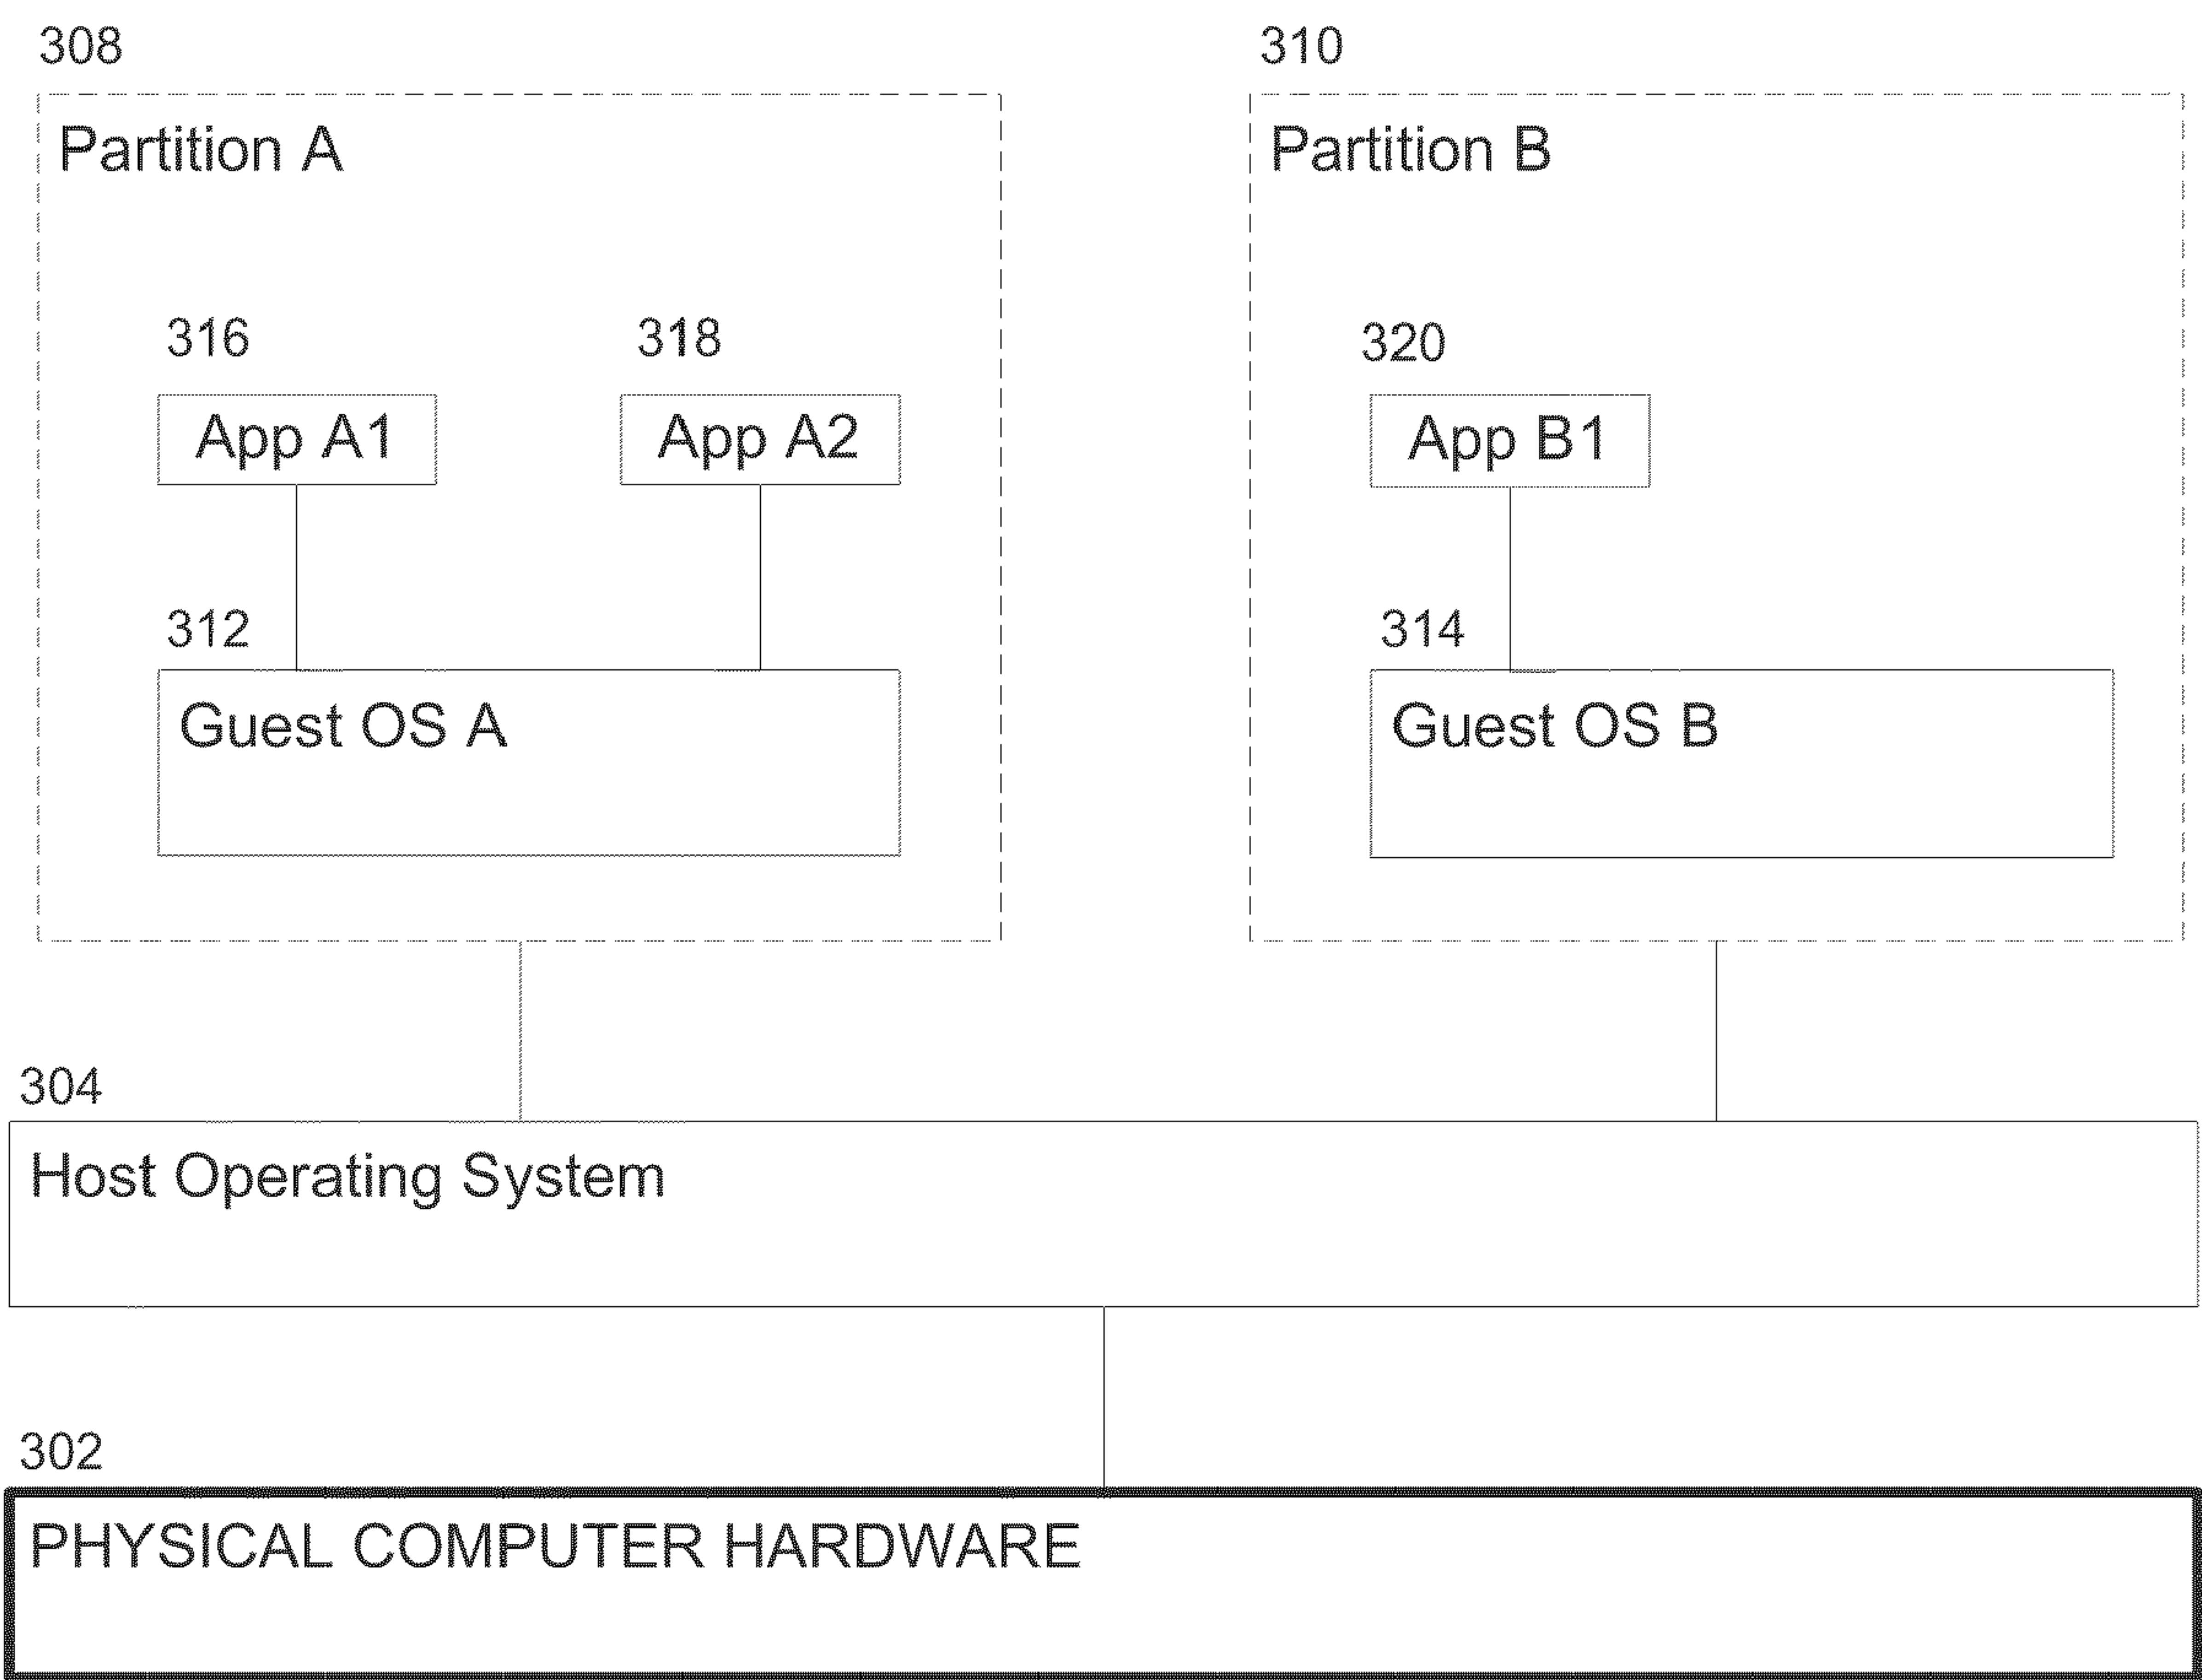 308
310
Partition A
Partition B
316
318
320
App A1
App A2
App B1
312
314
Guest OS A
Guest OS B
304
Host Operating System
302
PHYSICAL COMPUTER HARDWARE